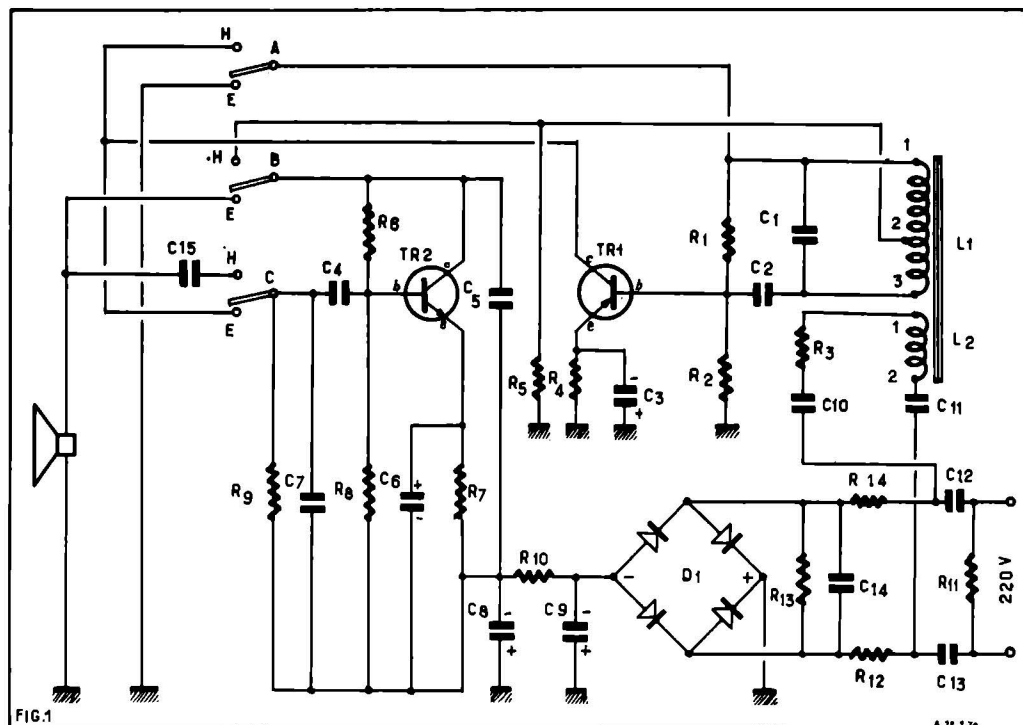 H
A
E
H
B
E
C15
H
C
E
C4
R6
TR2
b
c
C5
R9
C7
R8
C6
+
-
R7
R10
C8
-
+
C9
-
+
-
D1
+
TR1
c
b
e
R5
R4
C3
-
+
R1
R2
C1
C2
1
2
3
L1
1
2
L2
R3
C10
C11
R14
C12
R13
C14
R11
R12
C13
220V
FIG.1